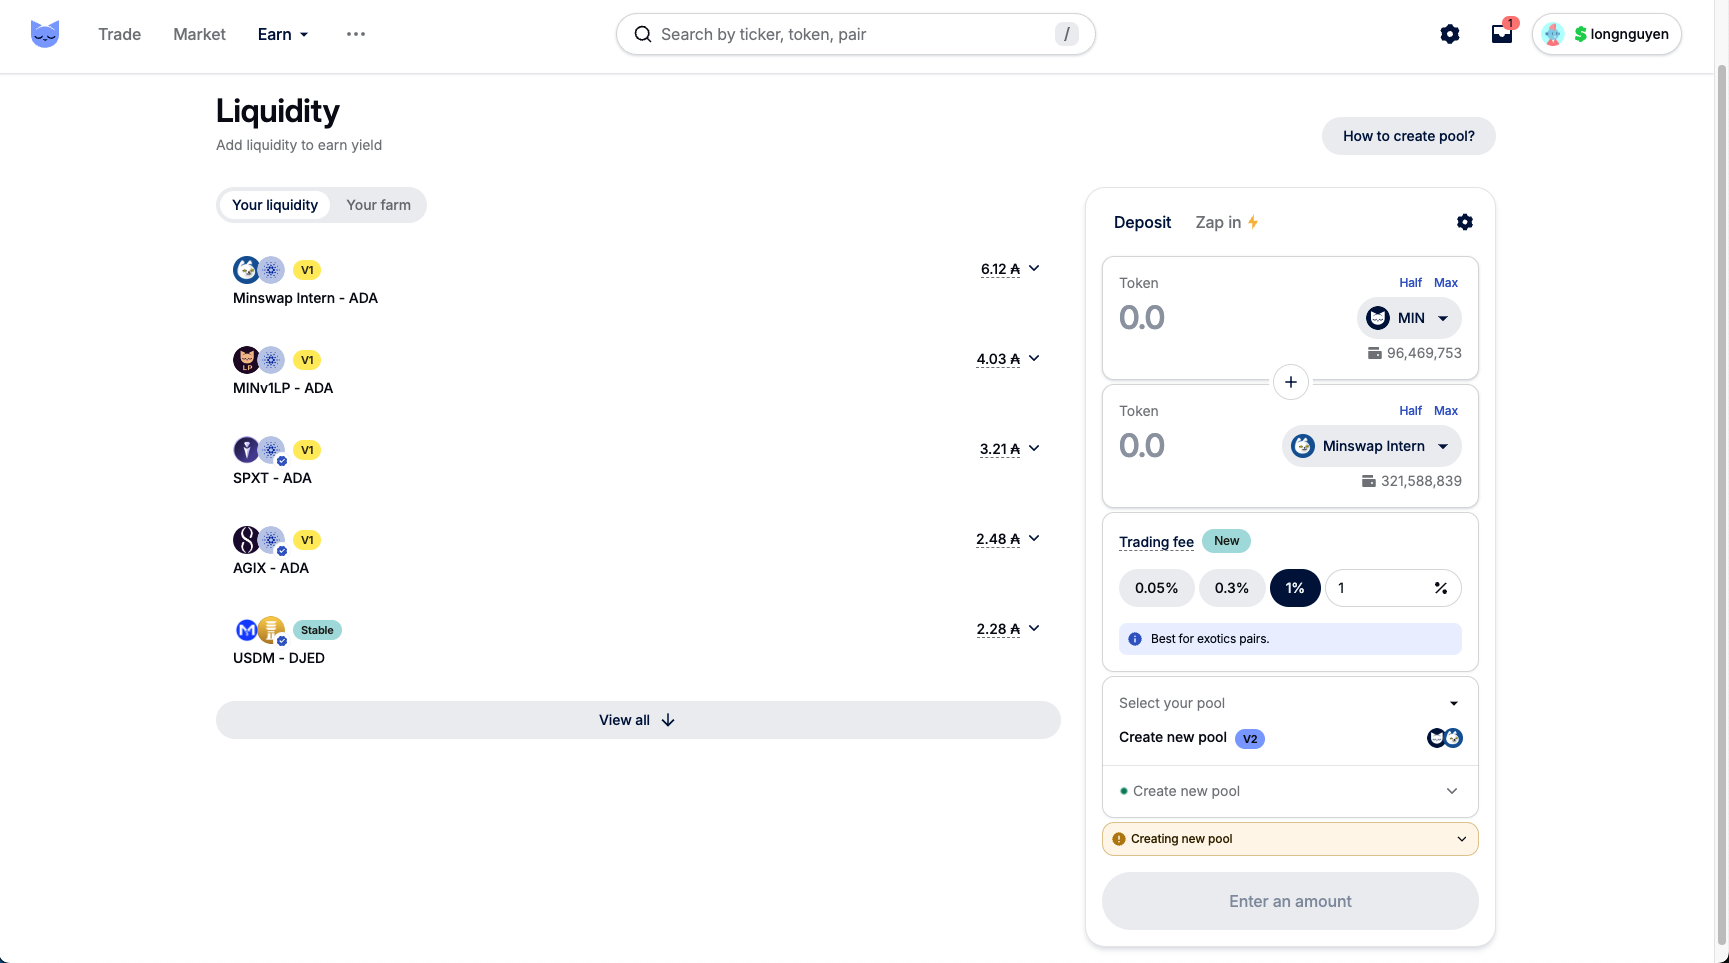 Trade Market Earn
Search by ticker, token, pair /
1
$longnguyen
Liquidity
Add liquidity to earn yield
How to create pool?
Your liquidity Your farm
V1
Minswap Intern - ADA
6.12 ₳
LP V1
MINv1LP - ADA
4.03 ₳
V1
SPXT - ADA
3.21 ₳
V1
AGIX - ADA
2.48 ₳
Stable
USDM - DJED
2.28 ₳
View all
Deposit Zap in
Token Half Max
0.0 MIN
96,469,753
+
Token Half Max
0.0 Minswap Intern
321,588,839
Trading fee New
0.05% 0.3% 1% 1 %
Best for exotics pairs.
Select your pool
Create new pool V2
Create new pool
Creating new pool
Enter an amount